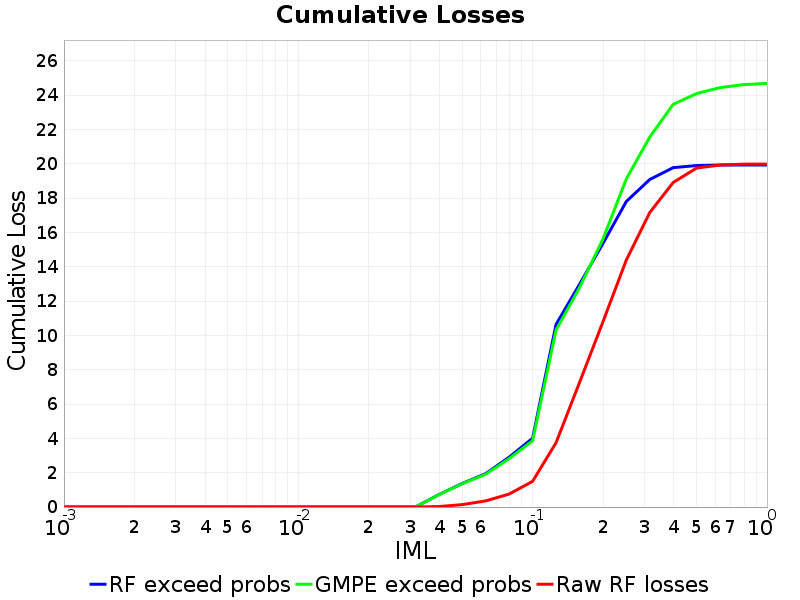 Cumulative Losses
26
24
22
20
18
16
14
12
10
8
6
4
2
0
Cumulative Loss
10^-3 2 3 4 5 6 10^-2 2 3 4 5 6 10^-1 2 3 4 5 6 7 10^0
IML
RF exceed probs GMPE exceed probs Raw RF losses